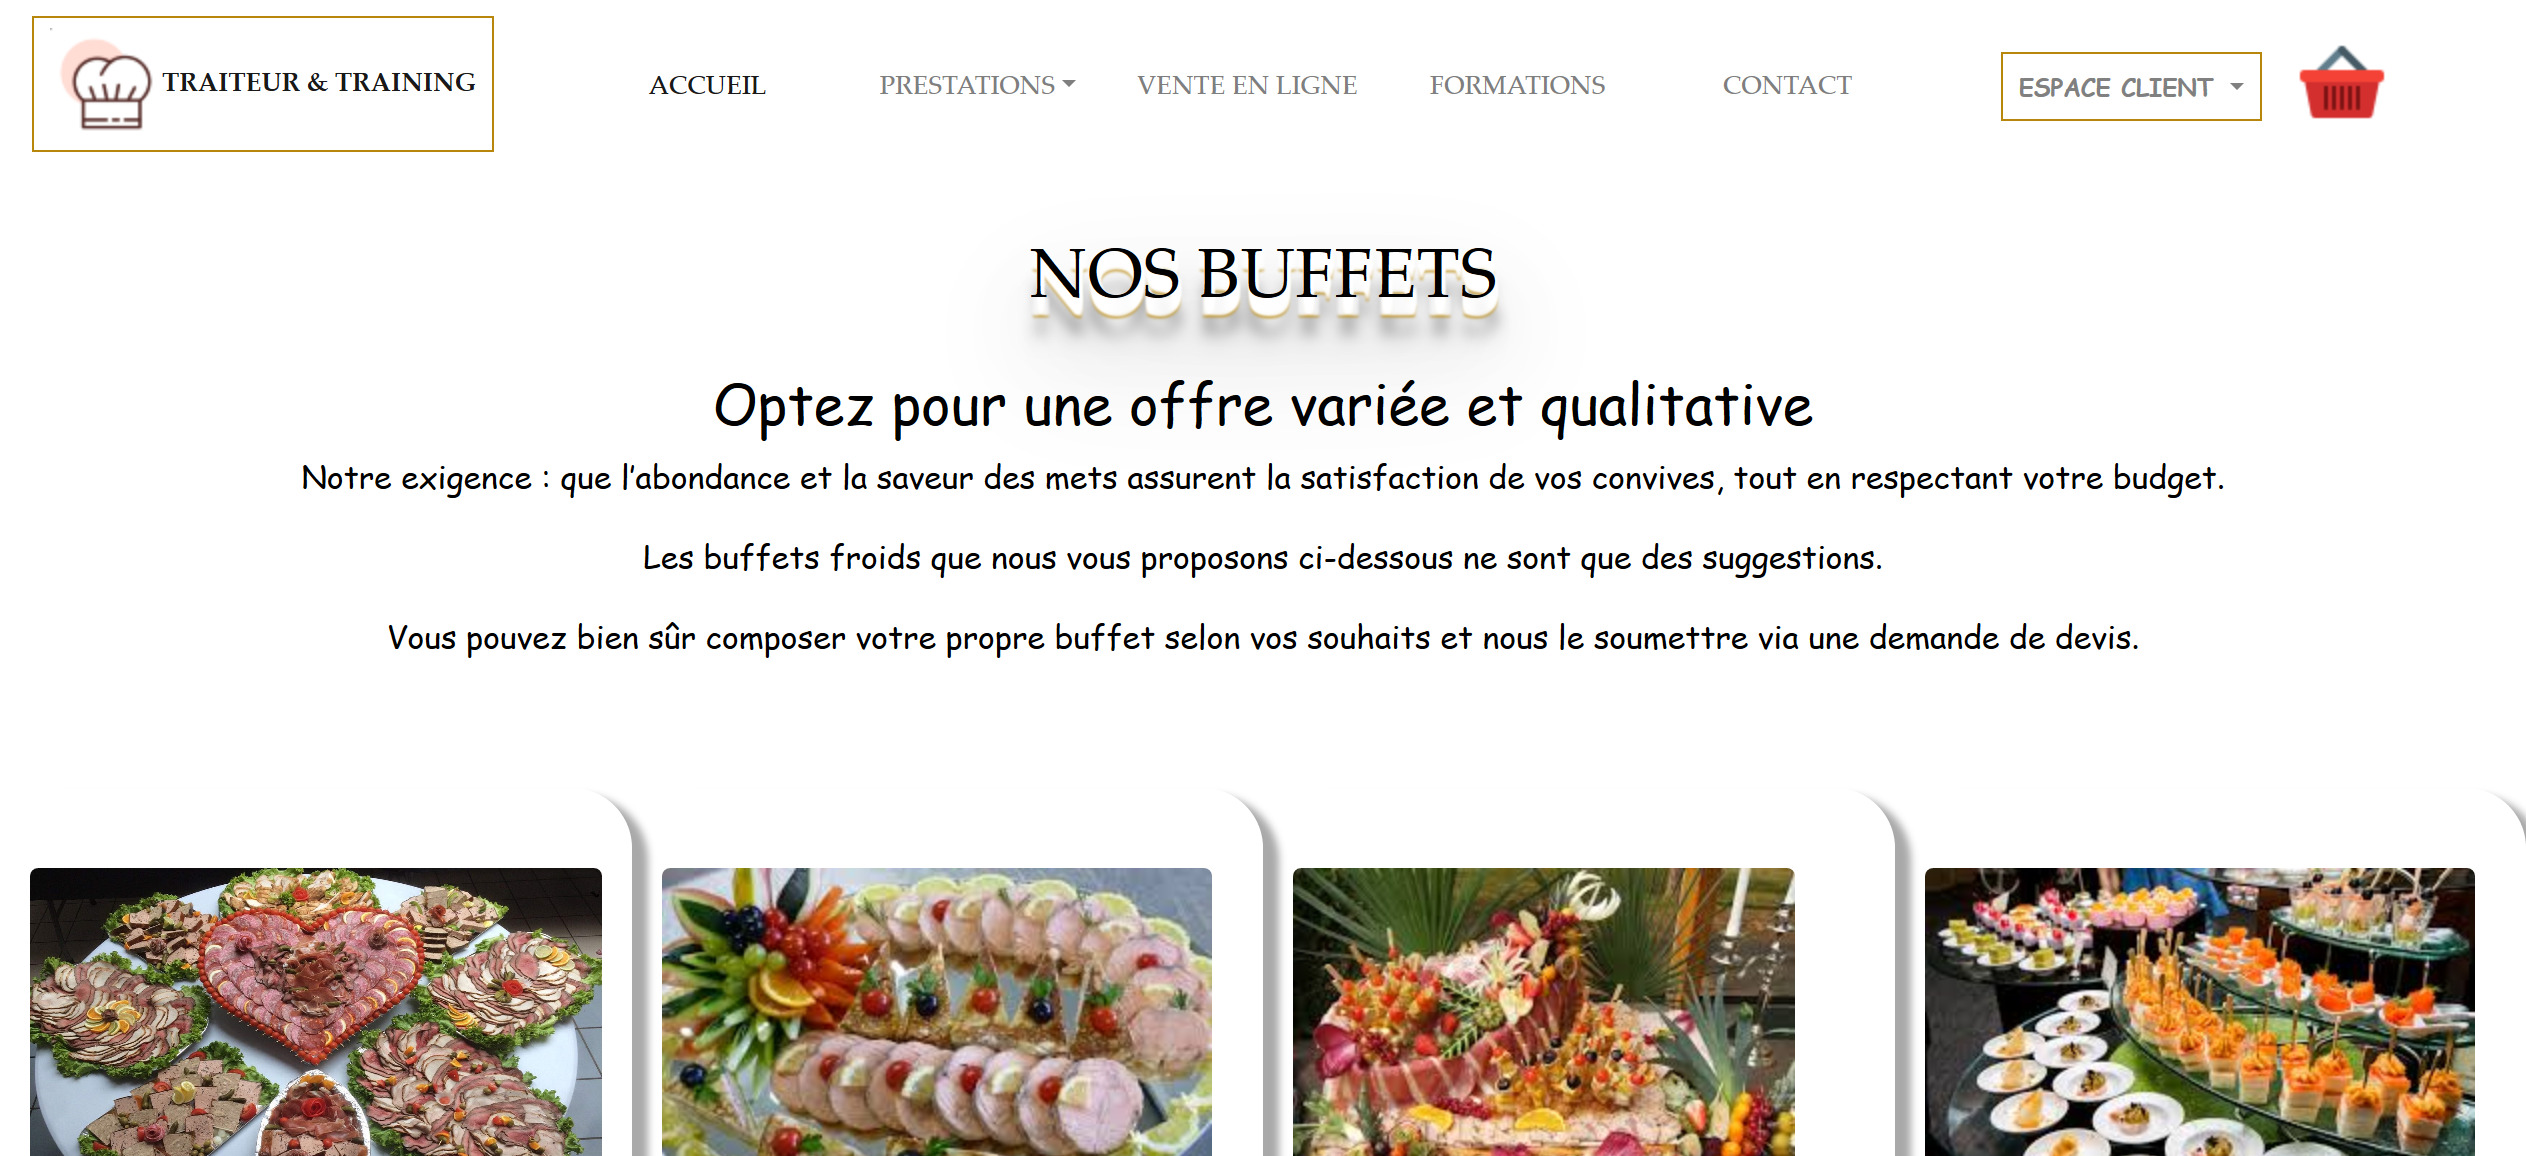 TRAITEUR & TRAINING
ACCUEIL
PRESTATIONS
VENTE EN LIGNE
FORMATIONS
CONTACT
ESPACE CLIENT
NOS BUFFETS
Optez pour une offre variée et qualitative
Notre exigence : que l’abondance et la saveur des mets assurent la satisfaction de vos convives, tout en respectant votre budget.
Les buffets froids que nous vous proposons ci-dessous ne sont que des suggestions.
Vous pouvez bien sûr composer votre propre buffet selon vos souhaits et nous le soumettre via une demande de devis.